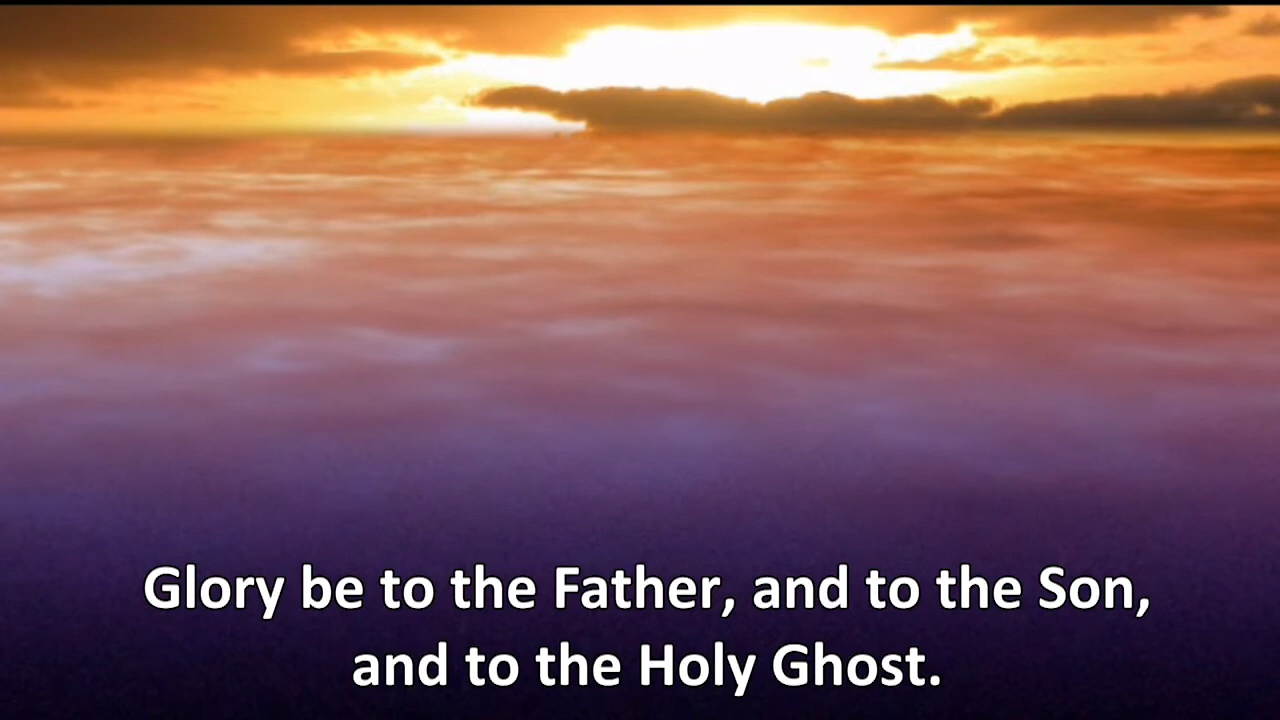 Glory be to the Father, and to the Son,
and to the Holy Ghost.